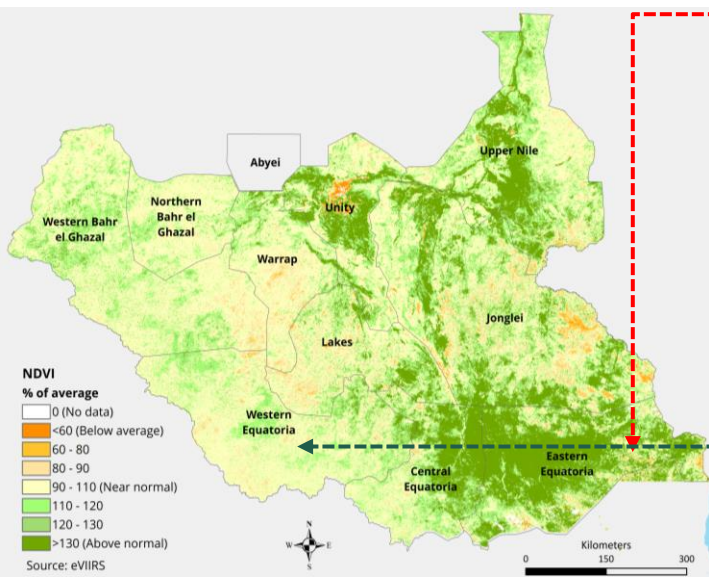 Upper Nile
Abyei
Unity
Northern
Bahr el
Ghazal
Western Bahr
el Ghazal
Warrap
Jonglei
Lakes
Western
Equatoria
Eastern
Equatoria
Central
Equatoria
NDVI
% of average
0 (No data)
<60 (Below average)
60 - 80
80 - 90
90 - 110 (Near normal)
110 - 120
120 - 130
>130 (Above normal)
Source: eVIIRS
N
W E
S
Kilometers
0 150 300